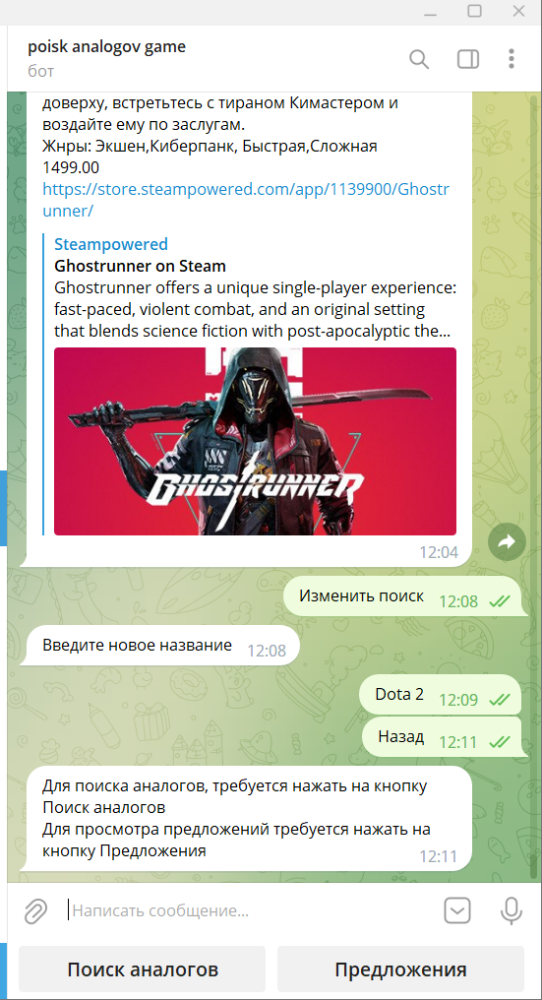 poisk analogov game
бот
доверху, встретьтесь с тираном Кимастером и
воздайте ему по заслугам.
Жнры: Экшен,Киберпанк, Быстрая,Сложная
1499.00
https://store.steampowered.com/app/1139900/Ghostr
unner/
Steampowered
Ghostrunner on Steam
Ghostrunner offers a unique single-player experience:
fast-paced, violent combat, and an original setting
that blends science fiction with post-apocalyptic the...
GHOSTRUNNER
12:04
Изменить поиск 12:08
Введите новое название 12:08
Dota 2 12:09
Назад 12:11
Для поиска аналогов, требуется нажать на кнопку
Поиск аналогов
Для просмотра предложений требуется нажать на
кнопку Предложения
12:11
Написать сообщение...
Поиск аналогов Предложения